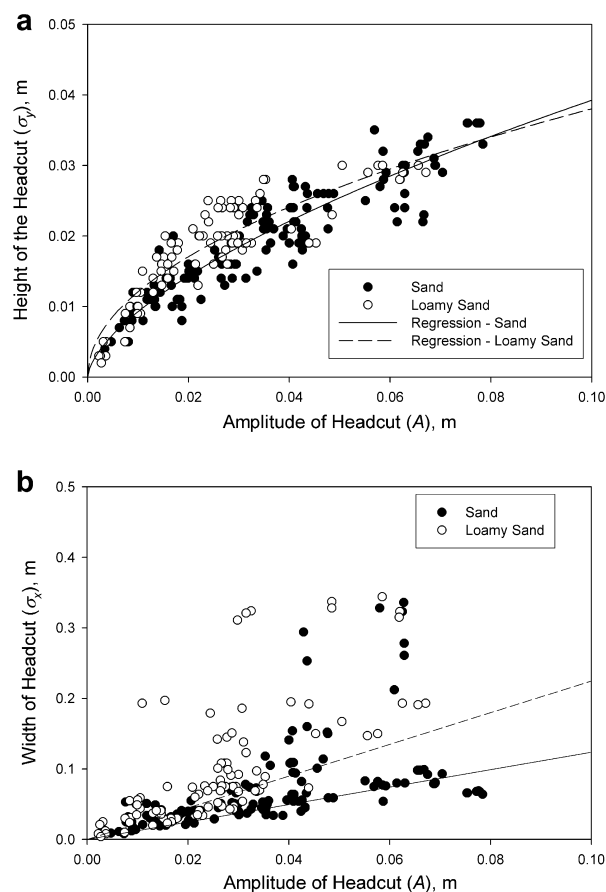 a
0.05
0.04
0.03
0.02
0.01
0.00
Height of the Headcut (σy), m
Sand
Loamy Sand
Regression - Sand
Regression - Loamy Sand
0.00 0.02 0.04 0.06 0.08 0.10
Amplitude of Headcut (A), m
b
0.5
0.4
0.3
0.2
0.1
0.0
Width of Headcut (σx), m
Sand
Loamy Sand
0.00 0.02 0.04 0.06 0.08 0.10
Amplitude of Headcut (A), m